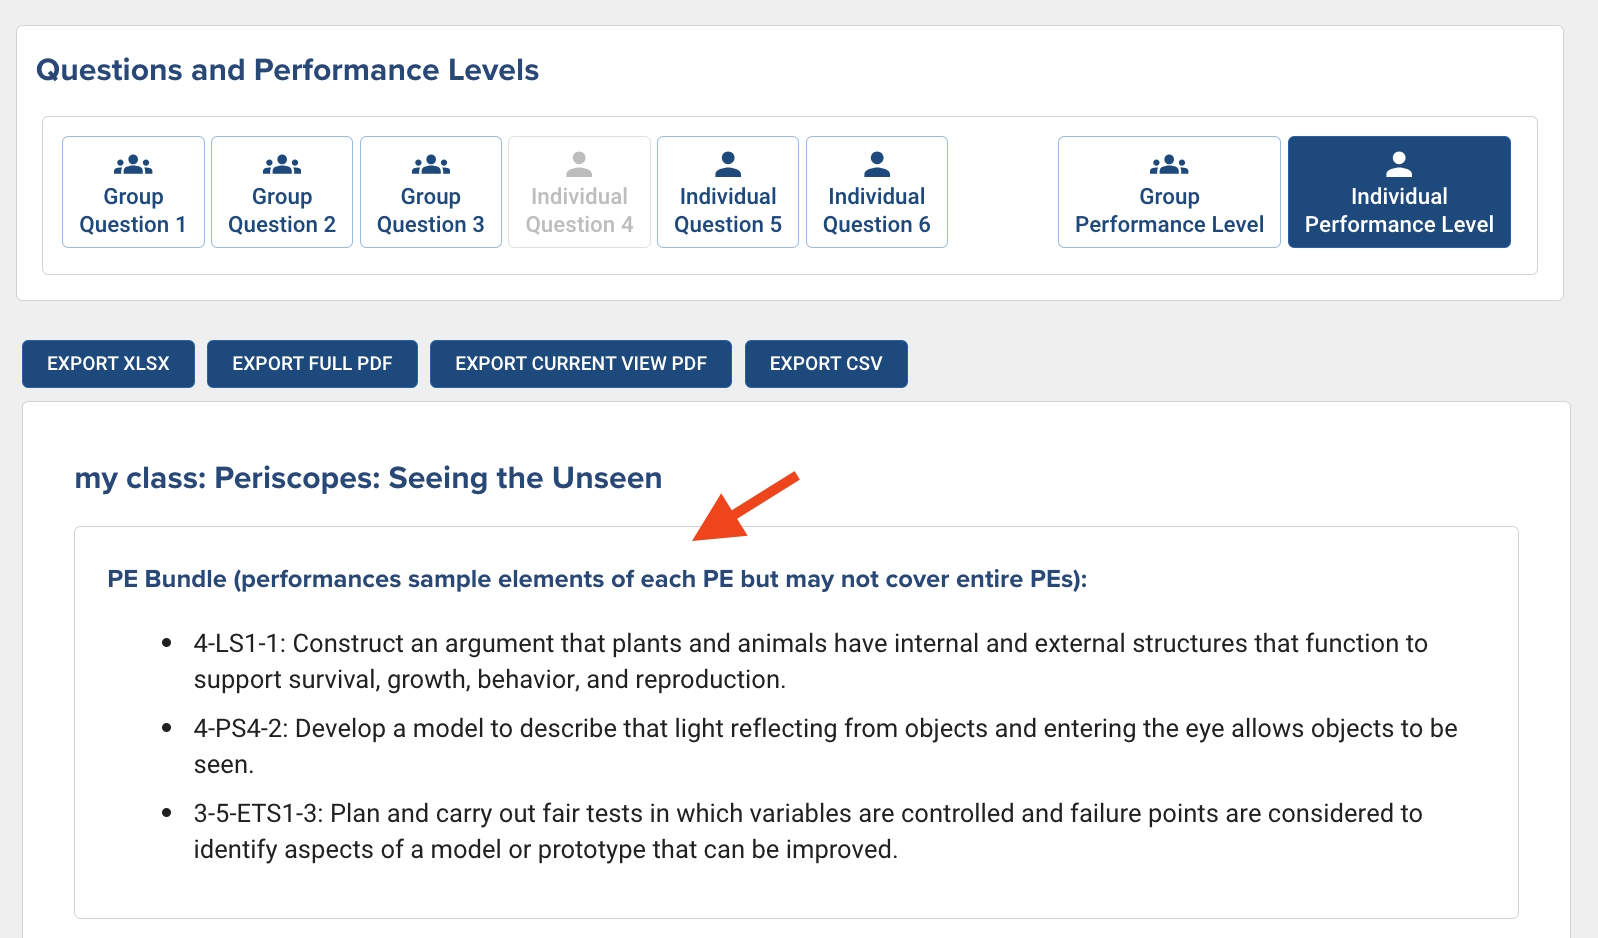 Questions and Performance Levels
Group
Question 1
Group
Question 2
Group
Question 3
Individual
Question 4
Individual
Question 5
Individual
Question 6
Group
Performance Level
Individual
Performance Level
EXPORT XLSX
EXPORT FULL PDF
EXPORT CURRENT VIEW PDF
EXPORT CSV
my class: Periscopes: Seeing the Unseen
PE Bundle (performances sample elements of each PE but may not cover entire PEs):
• 4-LS1-1: Construct an argument that plants and animals have internal and external structures that function to
support survival, growth, behavior, and reproduction.
• 4-PS4-2: Develop a model to describe that light reflecting from objects and entering the eye allows objects to be
seen.
• 3-5-ETS1-3: Plan and carry out fair tests in which variables are controlled and failure points are considered to
identify aspects of a model or prototype that can be improved.